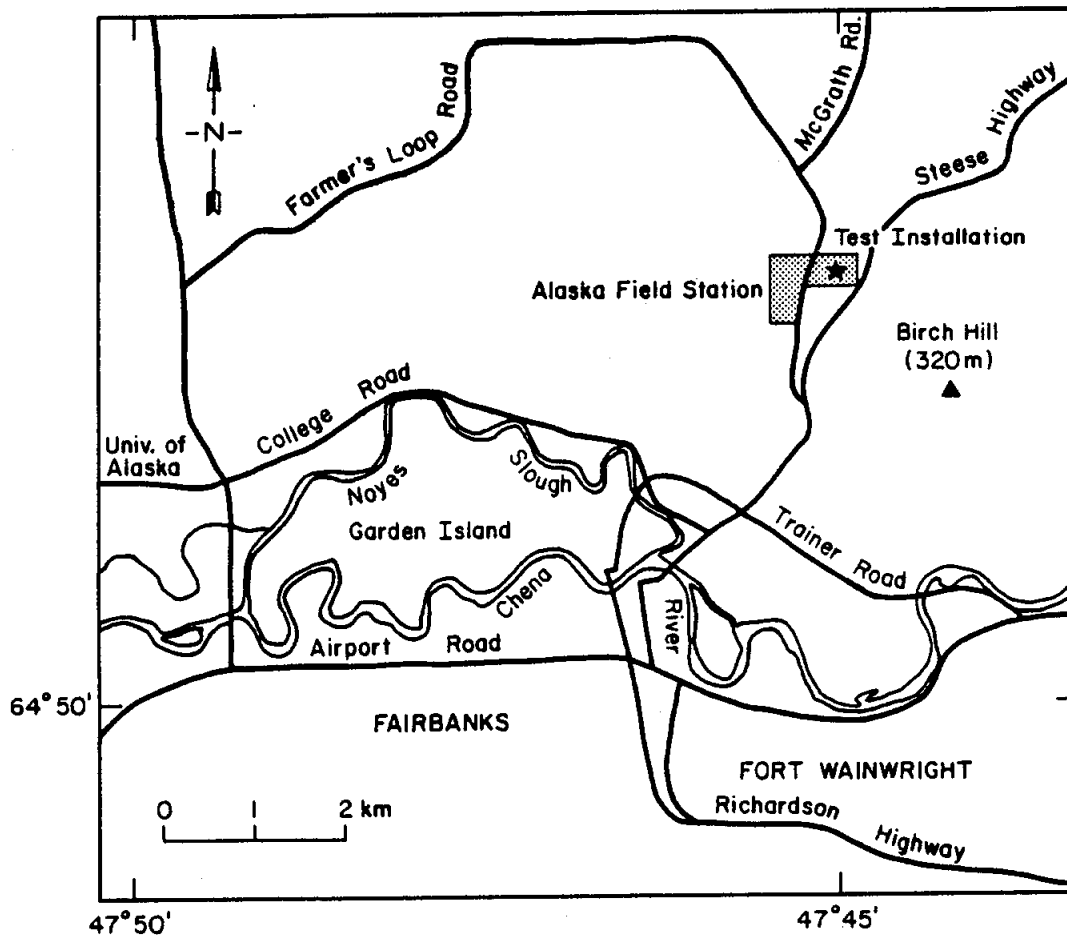 McGrath Rd.
Steese Highway
-N-
Farmer's Loop Road
Test Installation
Alaska Field Station
Birch Hill
(320m)
College Road
Univ. of
Alaska
Noyes Slough
Garden Island
Trainer Road
Chena River
Airport Road
64° 50'
FAIRBANKS
FORT WAINWRIGHT
0 1 2 km
Richardson Highway
47° 50'
47° 45'